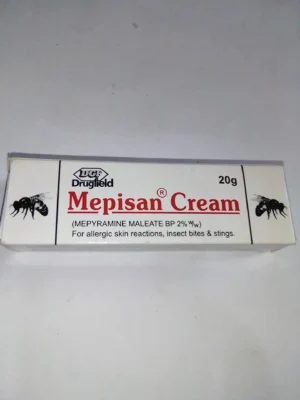 DGF
Drugfield
20g
Mepisan® Cream
(MEPYRAMINE MALEATE BP 2% w/w)
For allergic skin reactions, insect bites & stings.